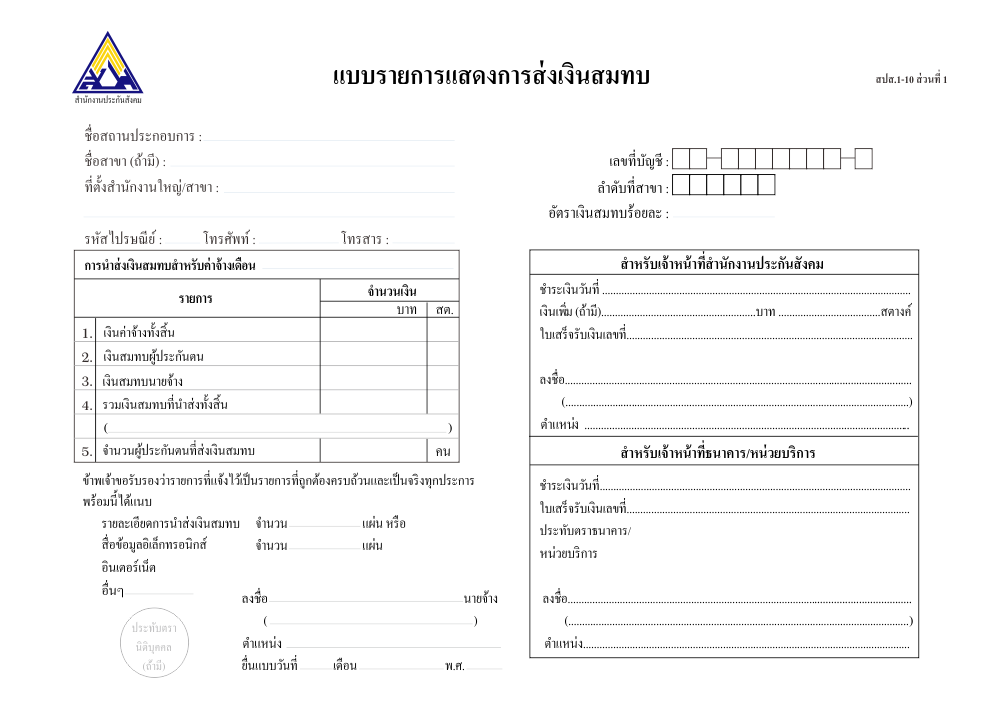 สำนักงานประกันสังคม
แบบรายการแสดงการส่งเงินสมทบ
สปส.1-10 ส่วนที่ 1
ชื่อสถานประกอบการ :
ชื่อสาขา (ถ้ามี) :
ที่ตั้งสำนักงานใหญ่/สาขา :
รหัสไปรษณีย์ : โทรศัพท์ : โทรสาร :
เลขที่บัญชี :
ลำดับที่สาขา :
อัตราเงินสมทบร้อยละ :
การนำส่งเงินสมทบสำหรับค่าจ้างเดือน
รายการ จำนวนเงิน
บาท สต.
1. เงินค่าจ้างทั้งสิ้น
2. เงินสมทบผู้ประกันตน
3. เงินสมทบนายจ้าง
4. รวมเงินสมทบที่นำส่งทั้งสิ้น
( )
5. จำนวนผู้ประกันตนที่ส่งเงินสมทบ คน
ข้าพเจ้าขอรับรองว่ารายการที่แจ้งไว้เป็นรายการที่ถูกต้องครบถ้วนและเป็นจริงทุกประการ
พร้อมนี้ได้แนบ
รายละเอียดการนำส่งเงินสมทบ จำนวน แผ่น หรือ
สื่อข้อมูลอิเล็กทรอนิกส์ จำนวน แผ่น
อินเตอร์เน็ต
อื่นๆ
ลงชื่อ นายจ้าง
( )
ตำแหน่ง
ยื่นแบบวันที่ เดือน พ.ศ.
ประทับตรา
นิติบุคคล
(ถ้ามี)
สำหรับเจ้าหน้าที่สำนักงานประกันสังคม
ชำระเงินวันที่
เงินเพิ่ม (ถ้ามี) บาท สตางค์
ใบเสร็จรับเงินเลขที่
ลงชื่อ
( )
ตำแหน่ง
สำหรับเจ้าหน้าที่ธนาคาร/หน่วยบริการ
ชำระเงินวันที่
ใบเสร็จรับเงินเลขที่
ประทับตราธนาคาร/
หน่วยบริการ
ลงชื่อ
( )
ตำแหน่ง